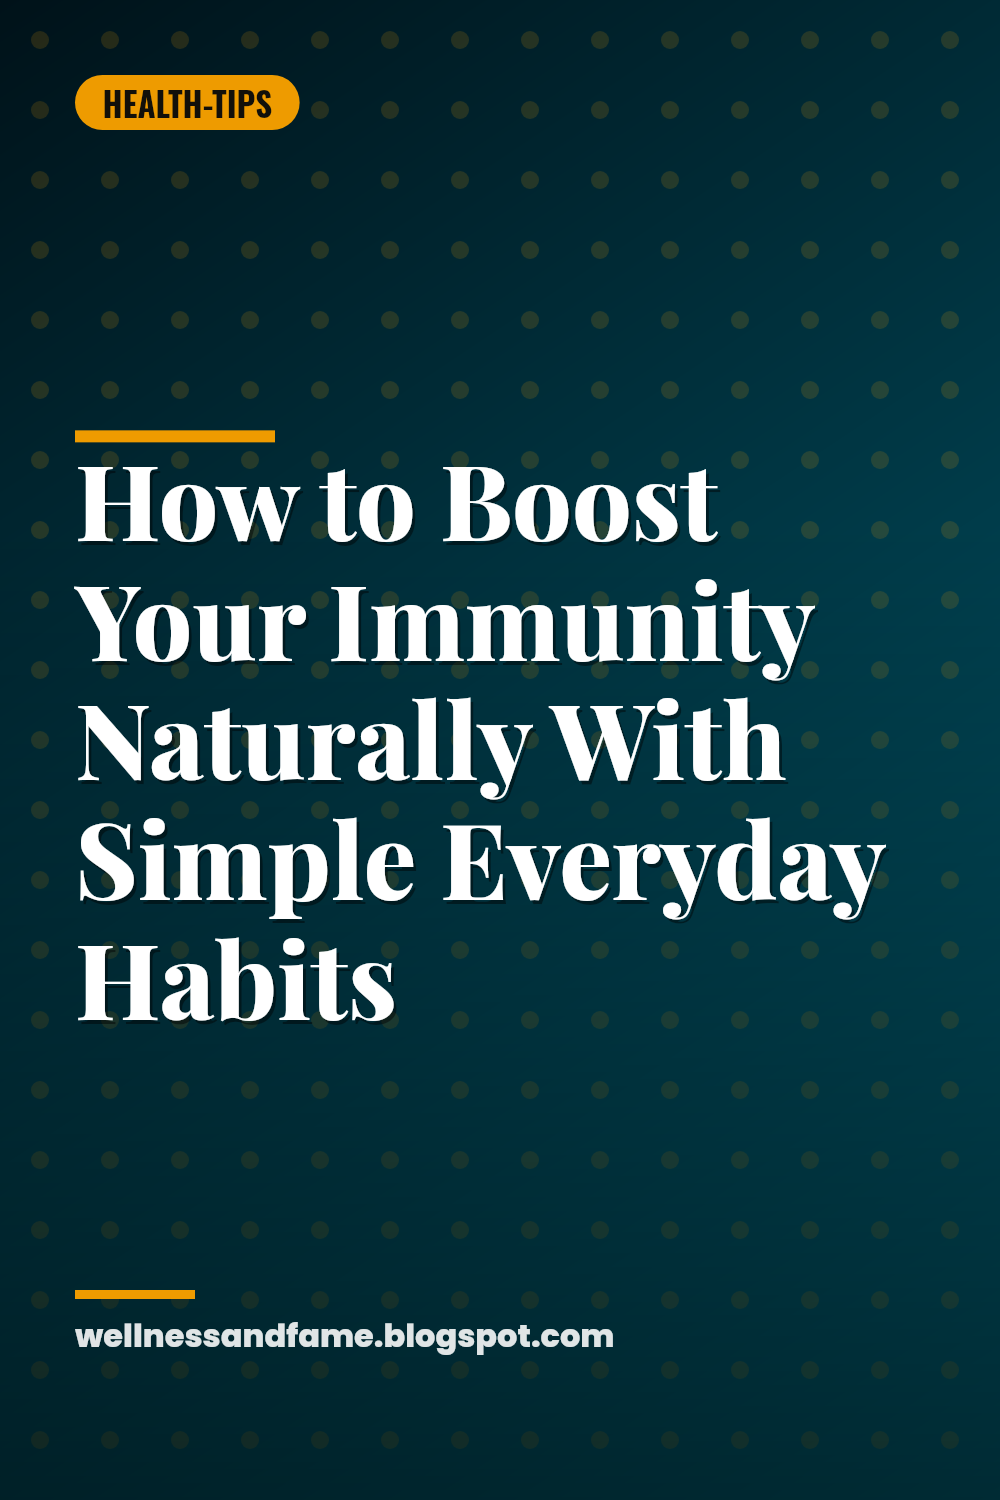 HEALTH-TIPS
How to Boost
Your Immunity
Naturally With
Simple Everyday
Habits
wellnessandfame.blogspot.com